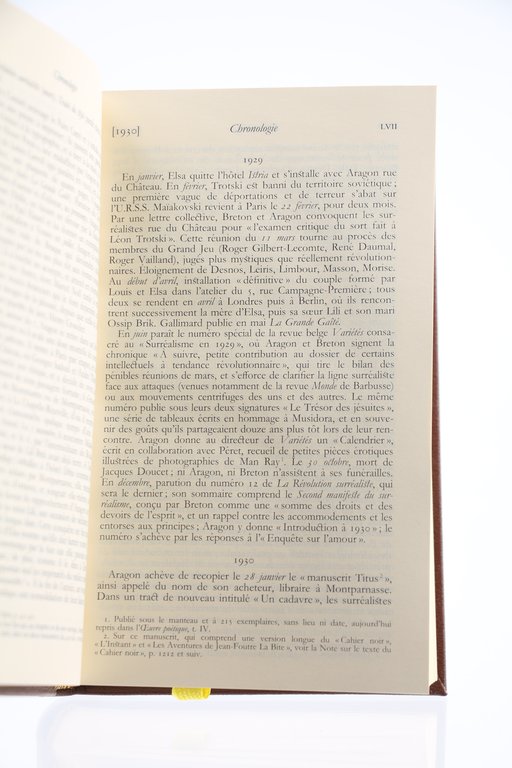 Chronologie
[1930]
Chronologie
LVII
1929
En janvier, Elsa quitte l'hôtel Istria et s'installe avec Aragon rue
du Château. En février, Trotski est banni du territoire soviétique ;
une première vague de déportations et de terreur s'abat sur
l'U.R.S.S. Maïakovski revient à Paris le 22 février, pour deux mois.
Par une lettre collective, Breton et Aragon convoquent les sur-
réalistes rue du Château pour « l'examen critique du sort fait à
Léon Trotski ». Cette réunion du 11 mars tourne au procès des
membres du Grand Jeu (Roger Gilbert-Lecomte, René Daumal,
Roger Vailland), jugés plus mystiques que réellement révolution-
naires. Eloignement de Desnos, Leiris, Limbour, Masson, Morise.
Au début d'avril, installation « définitive » du couple formé par
Louis et Elsa dans l'atelier du 5, rue Campagne-Première ; tous
deux se rendent en avril à Londres puis à Berlin, où ils rencon-
trent successivement la mère d'Elsa, puis sa sœur Lili et son mari
Ossip Brik. Gallimard publie en mai La Grande Gaîté.
En juin paraît le numéro spécial de la revue belge Variétés consa-
cré au « Surréalisme en 1929 », où Aragon et Breton signent la
chronique « À suivre, petite contribution au dossier de certains
intellectuels à tendance révolutionnaire », qui tire le bilan des
pénibles réunions de mars, et s'efforce de clarifier la ligne surréaliste
face aux attaques (venues notamment de la revue Monde de Barbusse)
ou aux mouvements centrifuges des uns et des autres. Le même
numéro publie sous leurs deux signatures « Le Trésor des jésuites »,
une série de tableaux écrits en hommage à Musidora, et en souve-
nir des goûts qu'ils partageaient douze ans plus tôt lors de leur ren-
contre. Aragon donne au directeur de Variétés un « Calendrier »,
écrit en collaboration avec Péret, recueil de petites pièces érotiques
illustrées de photographies de Man Ray¹. Le 30 octobre, mort de
Jacques Doucet ; ni Aragon, ni Breton n'assistent à ses funérailles.
En décembre, parution du numéro 12 de La Révolution surréaliste, qui
sera le dernier ; son sommaire comprend le Second manifeste du sur-
réalisme, conçu par Breton comme une « somme des droits et des
devoirs de l'esprit », et un rappel contre les accommodements et les
entorses aux principes ; Aragon y donne « Introduction à 1930 » ; le
numéro s'achève par les réponses à l'« Enquête sur l'amour ».
1930
Aragon achève de recopier le 28 janvier le « manuscrit Titus² »,
ainsi appelé du nom de son acheteur, libraire à Montparnasse.
Dans un tract de nouveau intitulé « Un cadavre », les surréalistes
1. Publié sous le manteau et à 215 exemplaires, sans lieu ni date, aujourd'hui
repris dans l'Œuvre poétique, t. IV.
2. Sur ce manuscrit, qui comprend une version longue du « Cahier noir »,
« L'Instant » et « Les Aventures de Jean-Foutre La Bite », voir la Note sur le texte du
« Cahier noir », p. 1212 et suiv.